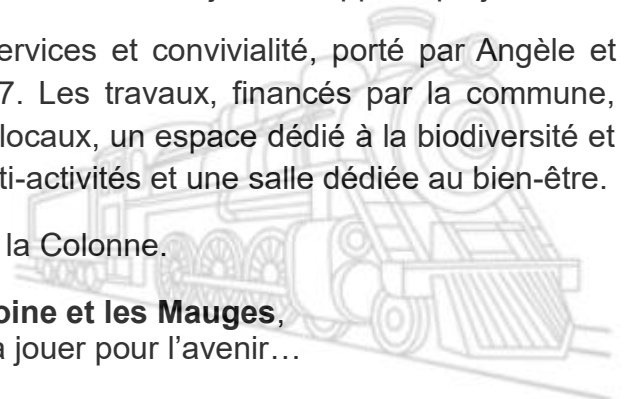 ervices et convivialité, porté par Angèle et
7. Les travaux, financés par la commune,
locaux, un espace dédié à la biodiversité et
ti-activités et une salle dédiée au bien-être.
la Colonne.
oine et les Mauges,
à jouer pour l’avenir…